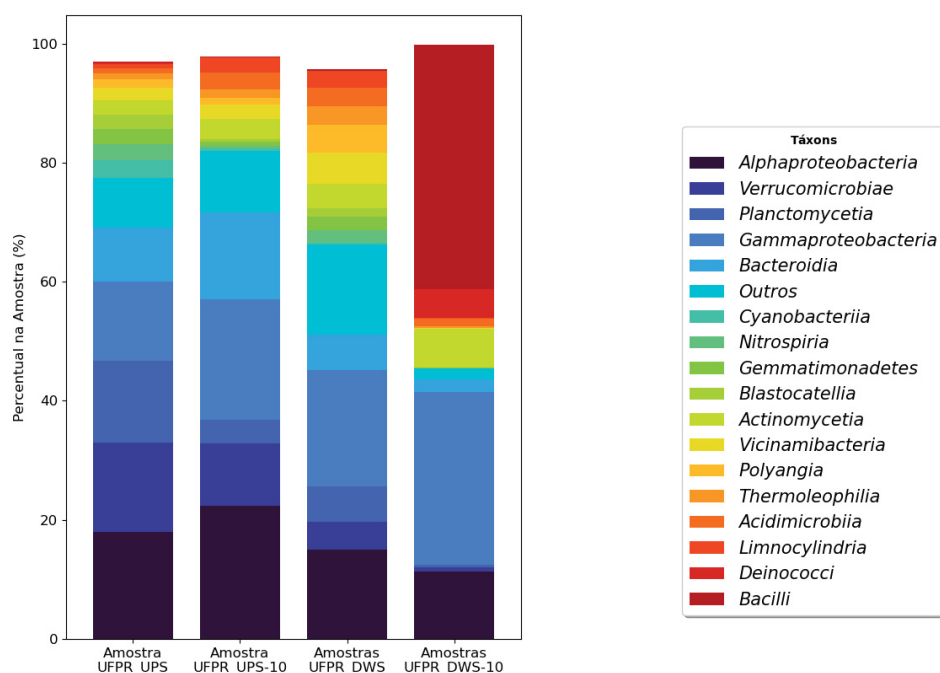 100
80
60
40
20
0
Percentual na Amostra (%)
Amostra
UFPR_UPS
Amostra
UFPR_UPS-10
Amostras
UFPR_DWS
Amostras
UFPR_DWS-10
Táxons
Alphaproteobacteria
Verrucomicrobiae
Planctomycetia
Gammaproteobacteria
Bacteroidia
Outros
Cyanobacteriia
Nitrospiria
Gemmatimonadetes
Blastocatellia
Actinomycetia
Vicinamibacteria
Polyangia
Thermoleophilia
Acidimicrobiia
Limnocylindria
Deinococci
Bacilli